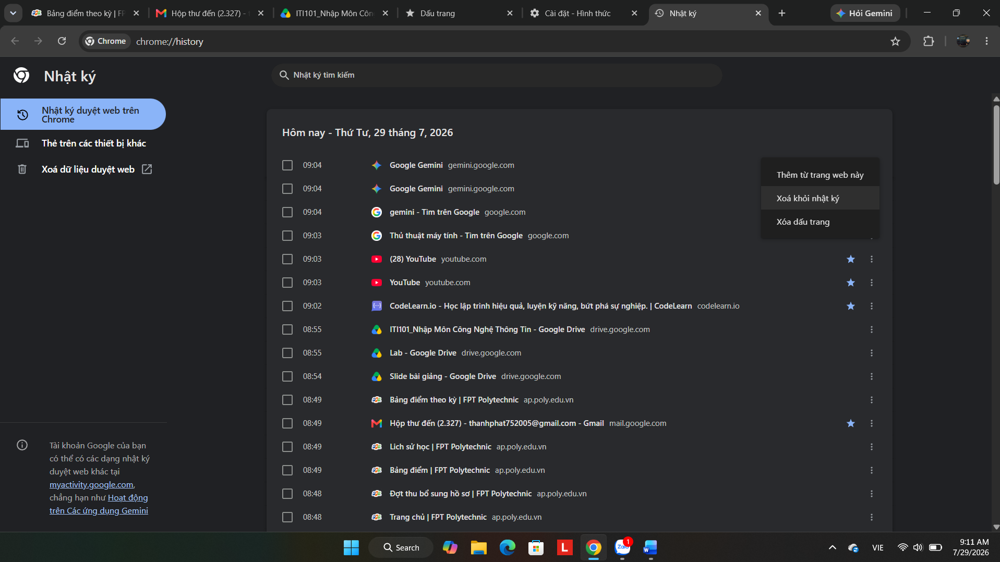 Bảng điểm theo kỳ | FP
Hộp thư đến (2.327) -
ITI101_Nhập Môn Côn
Dấu trang
Cài đặt - Hình thức
Nhật ký
Hỏi Gemini
Chrome
chrome://history
Nhật ký
Nhật ký tìm kiếm
Nhật ký duyệt web trên
Chrome
Thẻ trên các thiết bị khác
Xoá dữ liệu duyệt web
Hôm nay - Thứ Tư, 29 tháng 7, 2026
09:04 Google Gemini gemini.google.com
09:04 Google Gemini gemini.google.com
09:04 gemini - Tìm trên Google google.com
09:03 Thủ thuật máy tính - Tìm trên Google google.com
09:03 (28) YouTube youtube.com
09:03 YouTube youtube.com
09:02 CodeLearn.io - Học lập trình hiệu quả, luyện kỹ năng, bứt phá sự nghiệp. | CodeLearn codelearn.io
08:55 ITI101_Nhập Môn Công Nghệ Thông Tin - Google Drive drive.google.com
08:55 Lab - Google Drive drive.google.com
08:54 Slide bài giảng - Google Drive drive.google.com
08:49 Bảng điểm theo kỳ | FPT Polytechnic ap.poly.edu.vn
08:49 Hộp thư đến (2.327) - thanhphat752005@gmail.com - Gmail mail.google.com
08:49 Lich sử học | FPT Polytechnic ap.poly.edu.vn
08:49 Bảng điểm | FPT Polytechnic ap.poly.edu.vn
08:48 Đợt thu bổ sung hồ sơ | FPT Polytechnic ap.poly.edu.vn
08:48 Trang chủ | FPT Polytechnic ap.poly.edu.vn
Thêm từ trang web này
Xoá khỏi nhật ký
Xóa dấu trang
Tài khoản Google của bạn
có thể có các dạng nhật ký
duyệt web khác tại
myactivity.google.com,
chẳng hạn như Hoạt động
trên Các ứng dụng Gemini
Search
L
Zalo
1
W
VIE
9:11 AM
7/29/2026